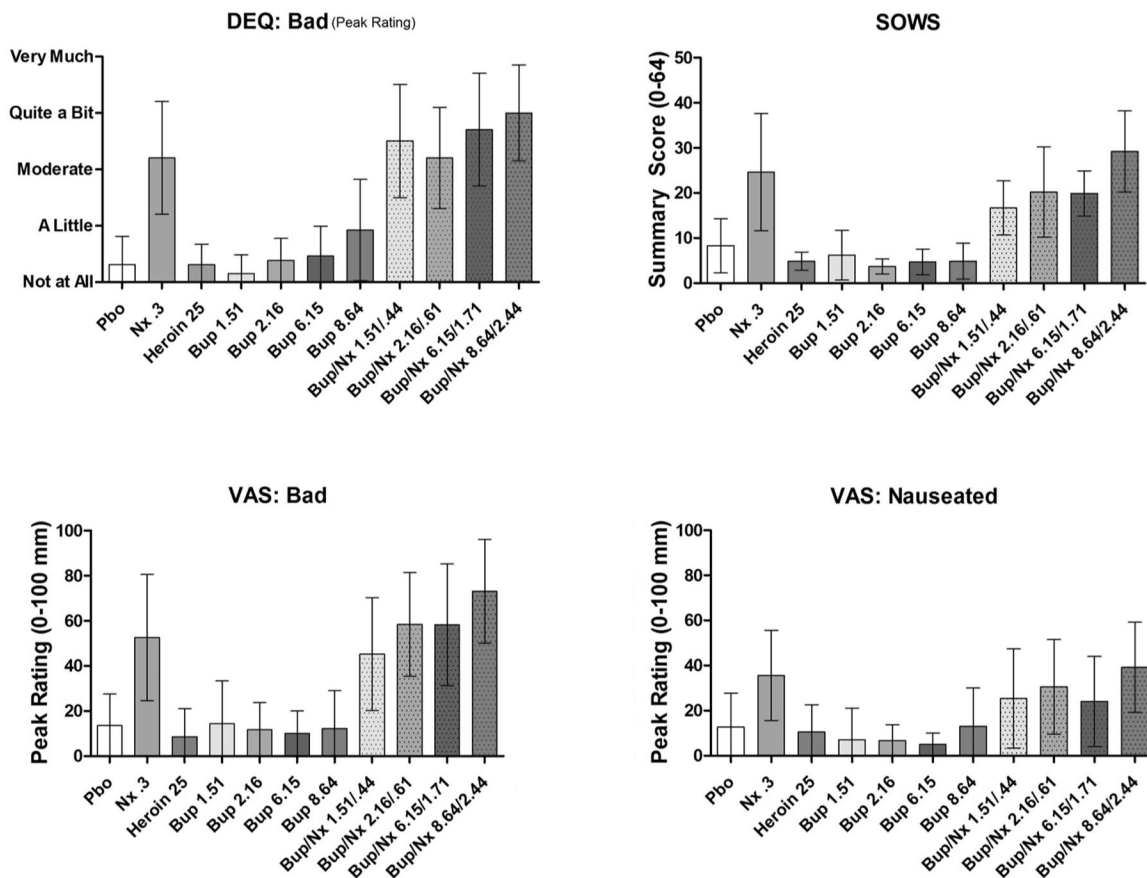 DEQ: Bad (Peak Rating)
Very Much
Quite a Bit
Moderate
A Little
Not at All
Pbo
Nx .3
Heroin 25
Bup 1.51
Bup 2.16
Bup 6.15
Bup 8.64
Bup/Nx 1.51/.44
Bup/Nx 2.16/.61
Bup/Nx 6.15/1.71
Bup/Nx 8.64/2.44
SOWS
Summary Score (0-64)
50
40
30
20
10
0
Pbo
Nx .3
Heroin 25
Bup 1.51
Bup 2.16
Bup 6.15
Bup 8.64
Bup/Nx 1.51/.44
Bup/Nx 2.16/.61
Bup/Nx 6.15/1.71
Bup/Nx 8.64/2.44
VAS: Bad
Peak Rating (0-100 mm)
100
80
60
40
20
0
Pbo
Nx .3
Heroin 25
Bup 1.51
Bup 2.16
Bup 6.15
Bup 8.64
Bup/Nx 1.51/.44
Bup/Nx 2.16/.61
Bup/Nx 6.15/1.71
Bup/Nx 8.64/2.44
VAS: Nauseated
Peak Rating (0-100 mm)
100
80
60
40
20
0
Pbo
Nx .3
Heroin 25
Bup 1.51
Bup 2.16
Bup 6.15
Bup 8.64
Bup/Nx 1.51/.44
Bup/Nx 2.16/.61
Bup/Nx 6.15/1.71
Bup/Nx 8.64/2.44